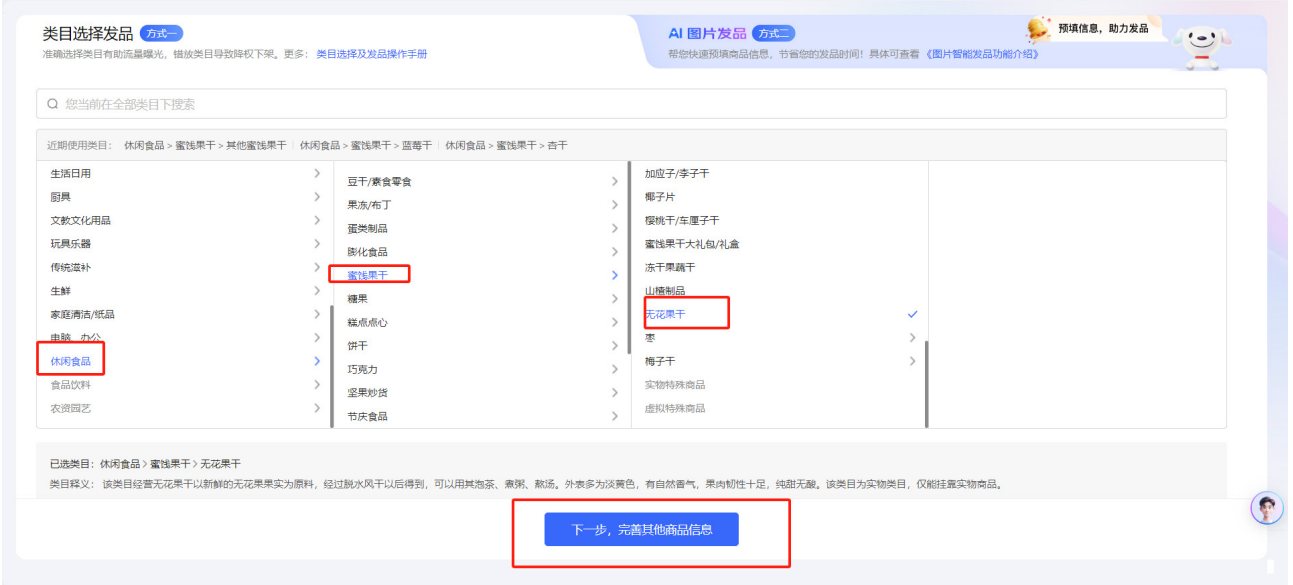 类目选择发品 方式一
准确选择类目有助流量曝光，错放类目导致降权下架。更多： 类目选择及发品操作手册
AI 图片发品 方式二
帮您快速预填商品信息，节省您的发品时间！具体可查看 《图片智能发品功能介绍》
预填信息，助力发品
您当前在全部类目下搜索
近期使用类目： 休闲食品 > 蜜饯果干 > 其他蜜饯果干 休闲食品 > 蜜饯果干 > 蓝莓干 休闲食品 > 蜜饯果干 > 杏干
生活日用
厨具
文教文化用品
玩具乐器
传统滋补
生鲜
家庭清洁/纸品
电脑、办公
休闲食品
食品饮料
农资园艺
豆干/素食零食
果冻/布丁
蛋类制品
膨化食品
蜜饯果干
糖果
糕点点心
饼干
巧克力
坚果炒货
节庆食品
加应子/李子干
椰子片
樱桃干/车厘子干
蜜饯果干大礼包/礼盒
冻干果蔬干
山楂制品
无花果干
枣
梅子干
实物特殊商品
虚拟特殊商品
已选类目：休闲食品 > 蜜饯果干 > 无花果干
类目释义： 该类目经营无花果干以新鲜的无花果果实为原料，经过脱水风干以后得到，可以用其泡茶、煮粥、熬汤。外表多为淡黄色，有自然香气，果肉韧性十足，纯甜无酸。该类目为实物类目，仅能挂靠实物商品。
下一步，完善其他商品信息